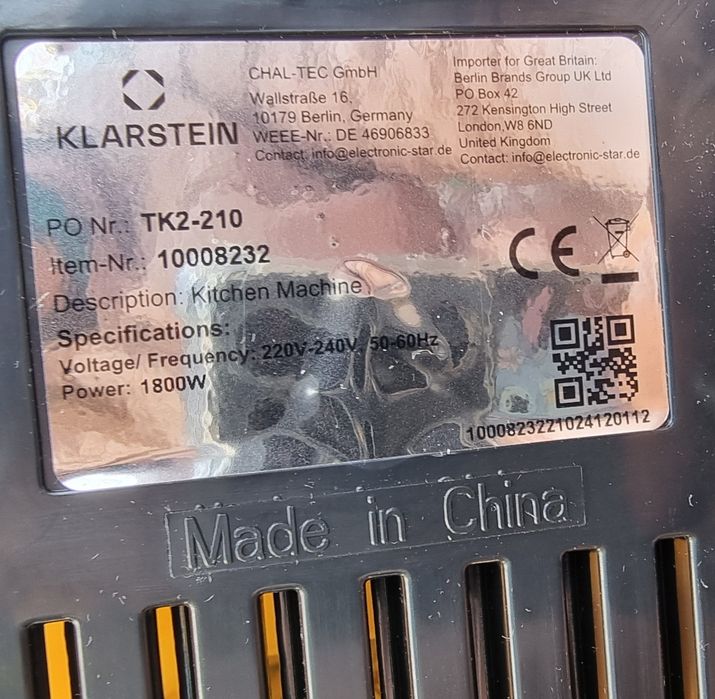 KLARSTEIN
CHAL-TEC GmbH
Wallstraße 16,
10179 Berlin, Germany
WEEE-Nr.: DE 46906833
Contact: info@electronic-star.de
Importer for Great Britain:
Berlin Brands Group UK Ltd
PO Box 42
272 Kensington High Street
London,W8 6ND
United Kingdom
Contact: info@electronic-star.de
PO Nr.: TK2-210
Item-Nr.: 10008232
Description: Kitchen Machine
Specifications:
Voltage/ Frequency: 220V-240V, 50-60Hz
Power: 1800W
CE
1000823221024120112
Made in China